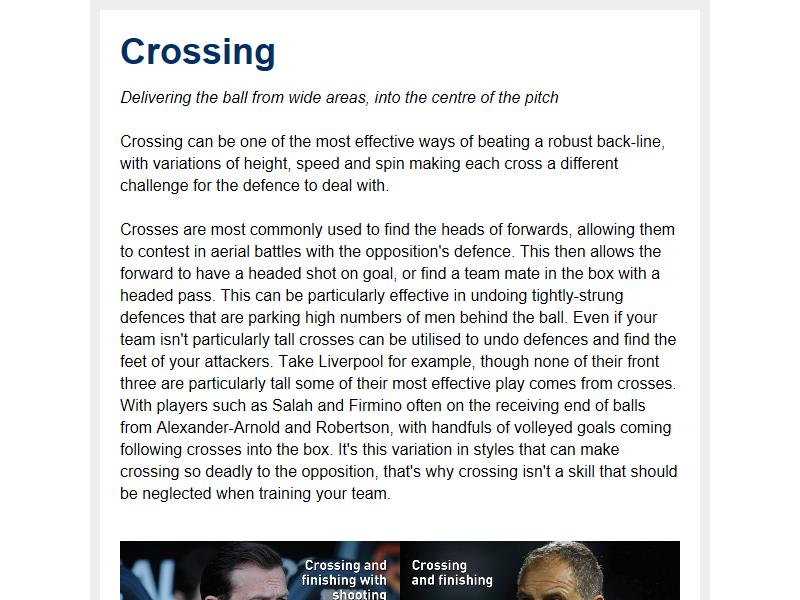 Crossing
Delivering the ball from wide areas, into the centre of the pitch
Crossing can be one of the most effective ways of beating a robust back-line,
with variations of height, speed and spin making each cross a different
challenge for the defence to deal with.
Crosses are most commonly used to find the heads of forwards, allowing them
to contest in aerial battles with the opposition's defence. This then allows the
forward to have a headed shot on goal, or find a team mate in the box with a
headed pass. This can be particularly effective in undoing tightly-strung
defences that are parking high numbers of men behind the ball. Even if your
team isn't particularly tall crosses can be utilised to undo defences and find the
feet of your attackers. Take Liverpool for example, though none of their front
three are particularly tall some of their most effective play comes from crosses.
With players such as Salah and Firmino often on the receiving end of balls
from Alexander-Arnold and Robertson, with handfuls of volleyed goals coming
following crosses into the box. It's this variation in styles that can make
crossing so deadly to the opposition, that's why crossing isn't a skill that should
be neglected when training your team.
Crossing and
finishing with
shooting
Crossing
and finishing